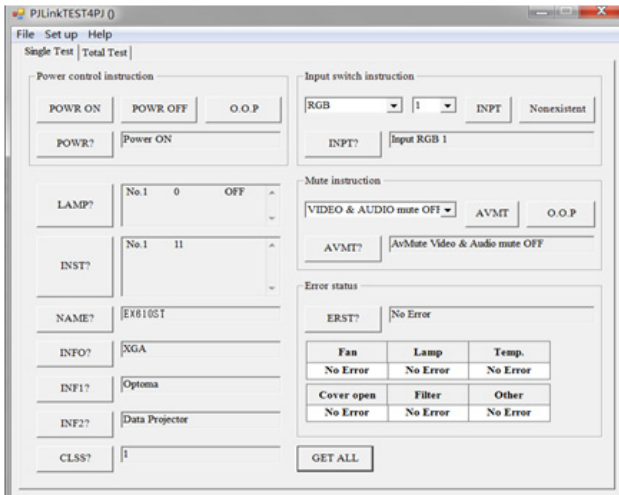 PJLinkTEST4PJ ()
File Set up Help
Single Test Total Test
Power control instruction
POWR ON POWR OFF O.O.P
POWR? Power ON
LAMP? No.1 0 OFF
INST? No.1 11
NAME? EX610ST
INFO? XGA
INF1? Optoma
INF2? Data Projector
CLSS? 1
Input switch instruction
RGB 1 INPT Nonexistent
INPT? Input RGB 1
Mute instruction
VIDEO & AUDIO mute OFF AVMT O.O.P
AVMT? AvMute Video & Audio mute OFF
Error status
ERST? No Error
Fan Lamp Temp.
No Error No Error No Error
Cover open Filter Other
No Error No Error No Error
GET ALL